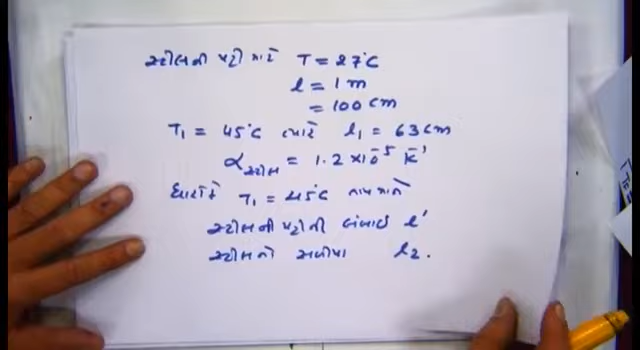 સ્ટીલની પટ્ટી માટે T = 27°C
l = 1 m
= 100 cm
T₁ = 45°C ત્યારે l₁ = 63 cm
α સ્ટીલ = 1.2 × 10⁻⁵ K⁻¹
ધારોકે T₁ = 45°C તાપમાને
સ્ટીલની પટ્ટીની લંબાઈ l'
સ્ટીલનો સળીયા l₂.